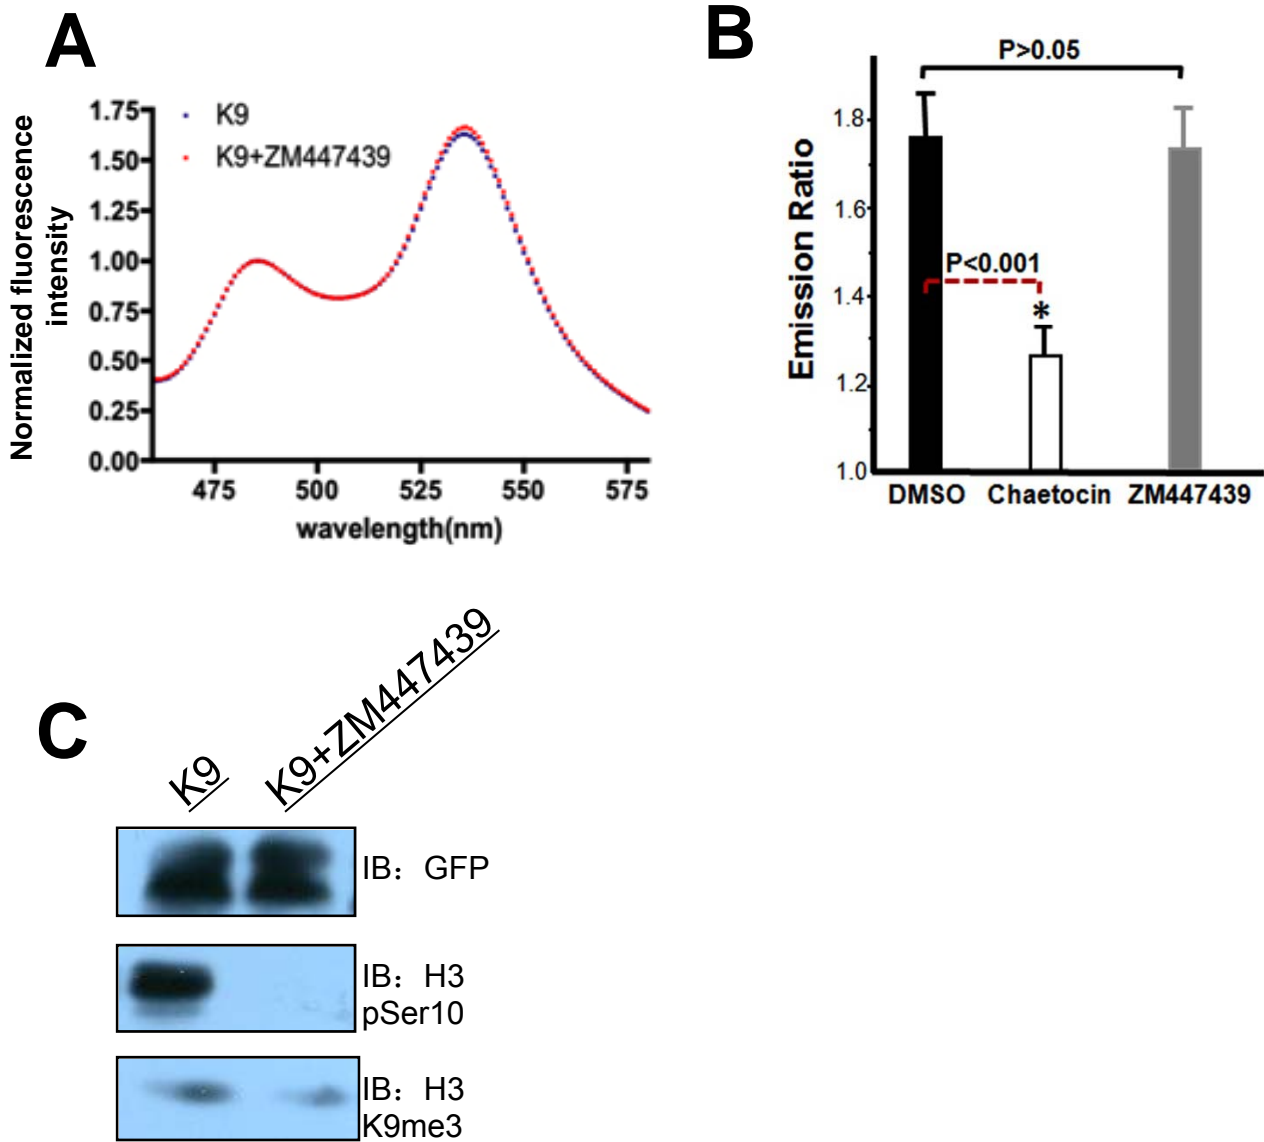 A
Normalized fluorescence
intensity
1.75
1.50
1.25
1.00
0.75
0.50
0.25
0.00
K9
K9+ZM447439
475 500 525 550 575
wavelength(nm)
B
P>0.05
Emission Ratio
1.8
1.6
1.4
1.2
1.0
P<0.001
*
DMSO Chaetocin ZM447439
C
K9
K9+ZM447439
IB：GFP
IB：H3
pSer10
IB：H3
K9me3